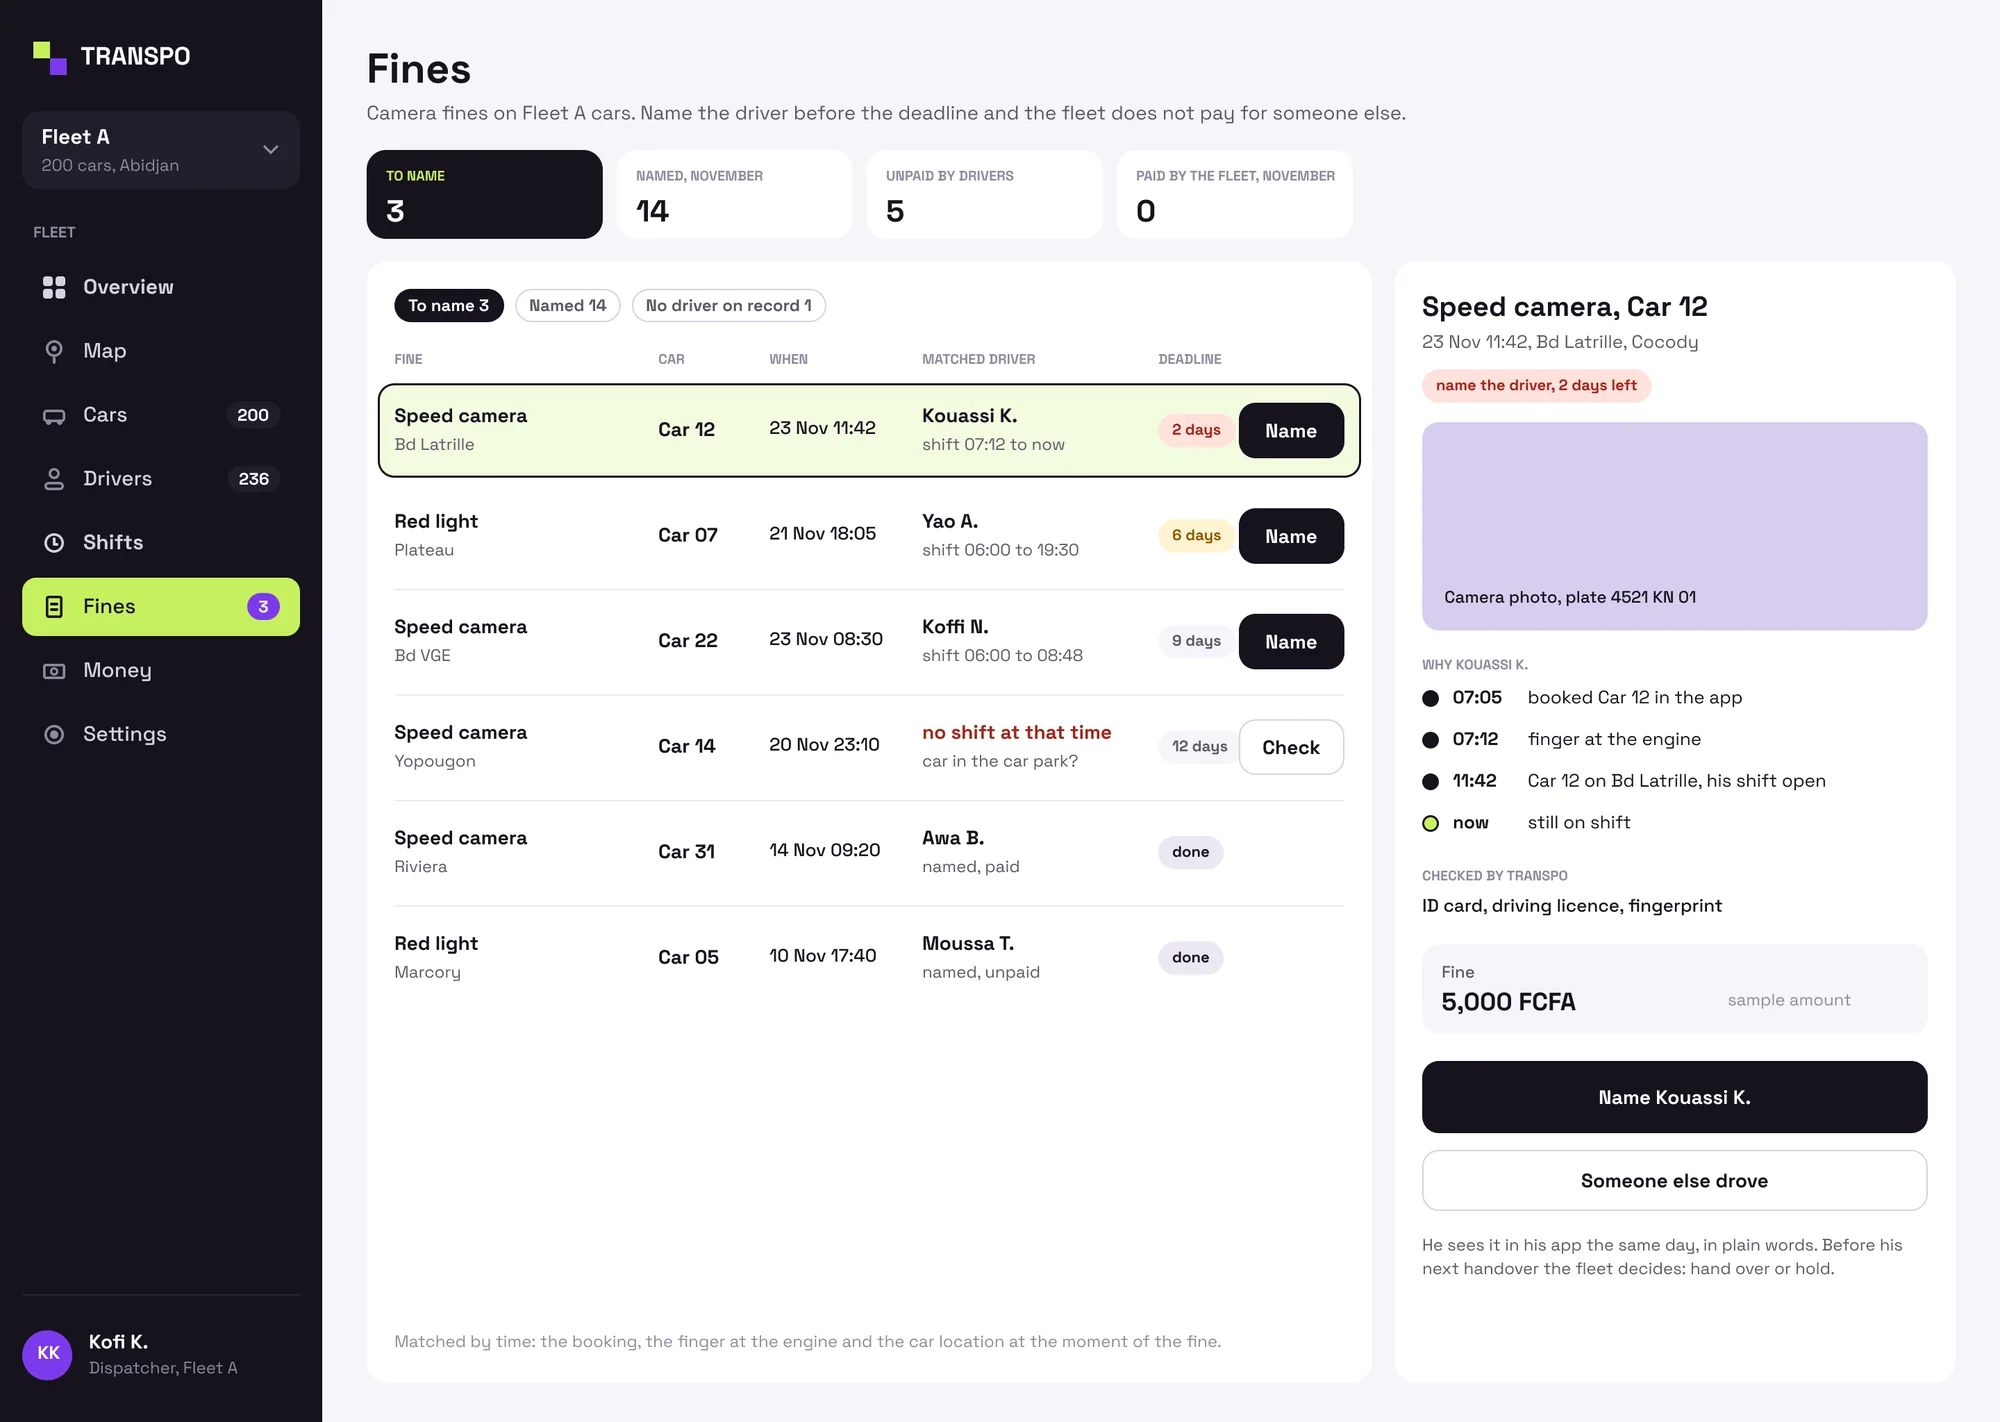 TRANSPO
Fleet A
200 cars, Abidjan
FLEET
Overview
Map
Cars 200
Drivers 236
Shifts
Fines 3
Money
Settings
KK
Kofi K.
Dispatcher, Fleet A
Fines
Camera fines on Fleet A cars. Name the driver before the deadline and the fleet does not pay for someone else.
TO NAME
3
NAMED, NOVEMBER
14
UNPAID BY DRIVERS
5
PAID BY THE FLEET, NOVEMBER
0
To name 3 Named 14 No driver on record 1
FINE CAR WHEN MATCHED DRIVER DEADLINE
Speed camera
Bd Latrille
Car 12
23 Nov 11:42
Kouassi K.
shift 07:12 to now
2 days
Name
Red light
Plateau
Car 07
21 Nov 18:05
Yao A.
shift 06:00 to 19:30
6 days
Name
Speed camera
Bd VGE
Car 22
23 Nov 08:30
Koffi N.
shift 06:00 to 08:48
9 days
Name
Speed camera
Yopougon
Car 14
20 Nov 23:10
no shift at that time
car in the car park?
12 days
Check
Speed camera
Riviera
Car 31
14 Nov 09:20
Awa B.
named, paid
done
Red light
Marcory
Car 05
10 Nov 17:40
Moussa T.
named, unpaid
done
Matched by time: the booking, the finger at the engine and the car location at the moment of the fine.
Speed camera, Car 12
23 Nov 11:42, Bd Latrille, Cocody
name the driver, 2 days left
Camera photo, plate 4521 KN 01
WHY KOUASSI K.
07:05 booked Car 12 in the app
07:12 finger at the engine
11:42 Car 12 on Bd Latrille, his shift open
now still on shift
CHECKED BY TRANSPO
ID card, driving licence, fingerprint
Fine
5,000 FCFA
sample amount
Name Kouassi K.
Someone else drove
He sees it in his app the same day, in plain words. Before his
next handover the fleet decides: hand over or hold.